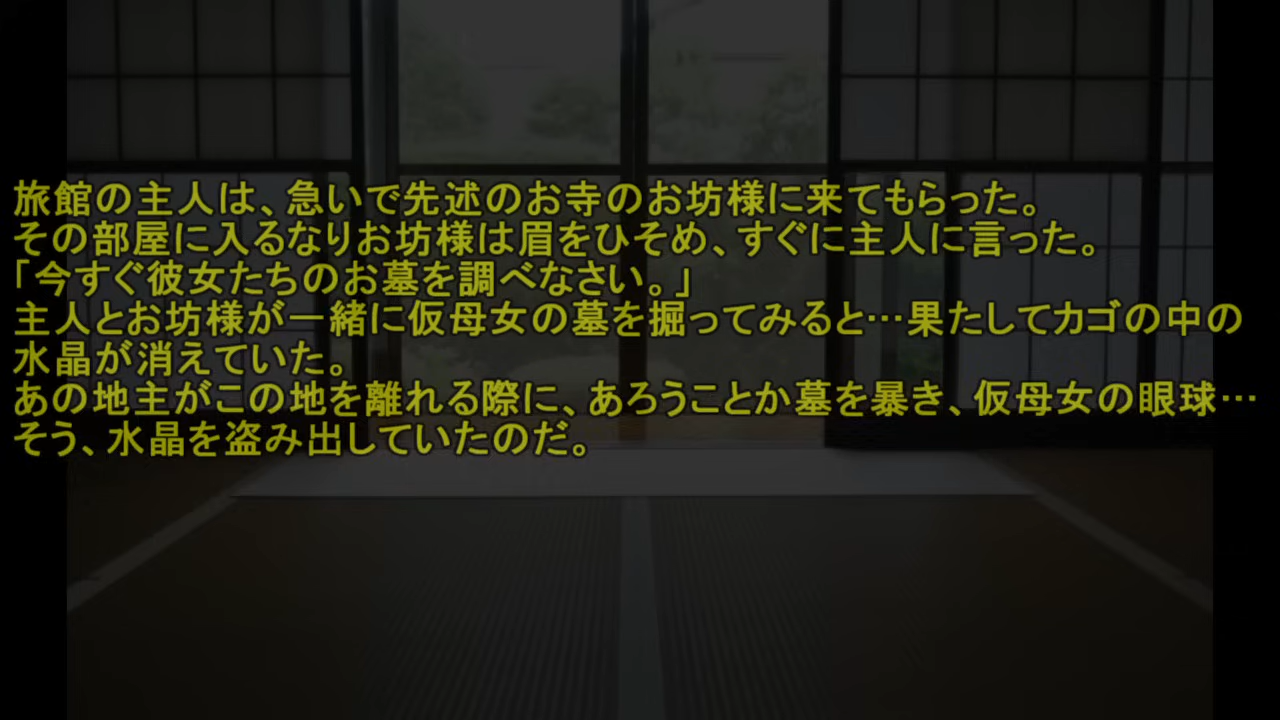 旅館の主人は、急いで先述のお寺のお坊様に来てもらった。
その部屋に入るなりお坊様は眉をひそめ、すぐに主人に言った。
「今すぐ彼女たちのお墓を調べなさい。」
主人とお坊様が一緒に仮母女の墓を掘ってみると…果たしてカゴの中の
水晶が消えていた。
あの地主がこの地を離れる際に、あろうことか墓を暴き、仮母女の眼球…
そう、水晶を盗み出していたのだ。